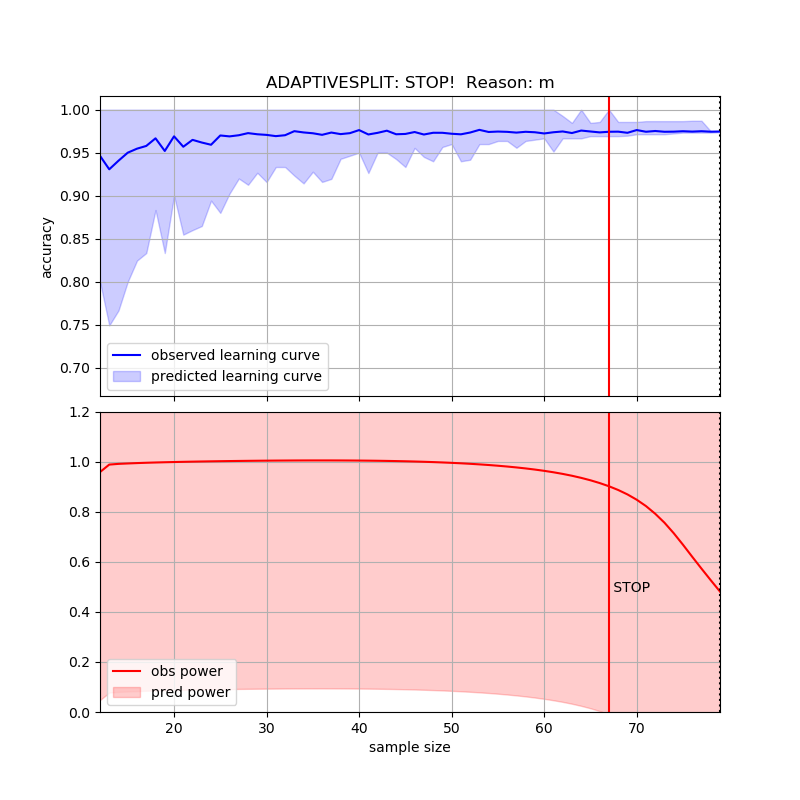 ADAPTIVESPLIT: STOP!  Reason: m
1.00
0.95
0.90
0.85
0.80
0.75
0.70
accuracy
observed learning curve
predicted learning curve
1.2
1.0
0.8
0.6
0.4
0.2
0.0
STOP
obs power
pred power
20 30 40 50 60 70
sample size